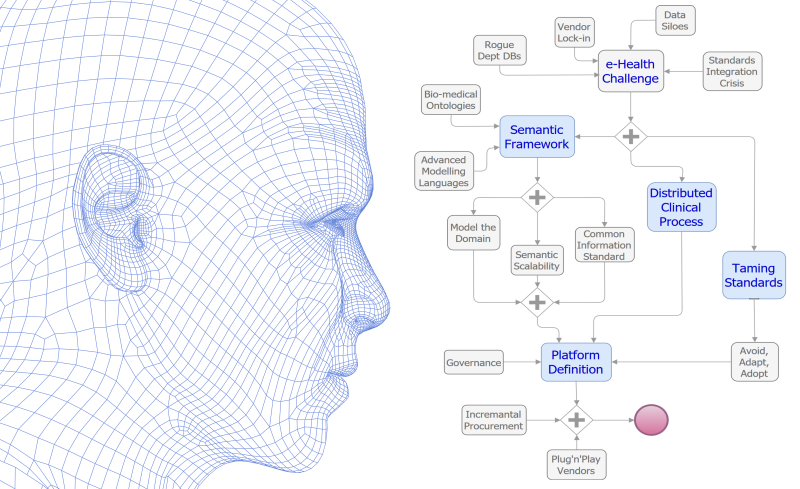 Data
Siloes
Vendor
Lock-in
Rogue
Dept DBs
e-Health
Challenge
Standards
Integration
Crisis
Bio-medical
Ontologies
Semantic
Framework
Advanced
Modelling
Languages
Distributed
Clinical
Process
Model the
Domain
Semantic
Scalability
Common
Information
Standard
Taming
Standards
Governance
Platform
Definition
Avoid,
Adapt,
Adopt
Incremantal
Procurement
Plug'n'Play
Vendors